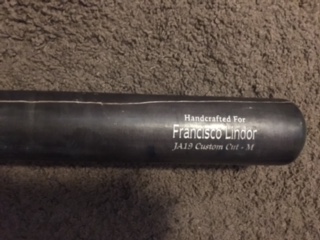 Handcrafted For
Francisco Lindor
JA19 Custom Cut - M